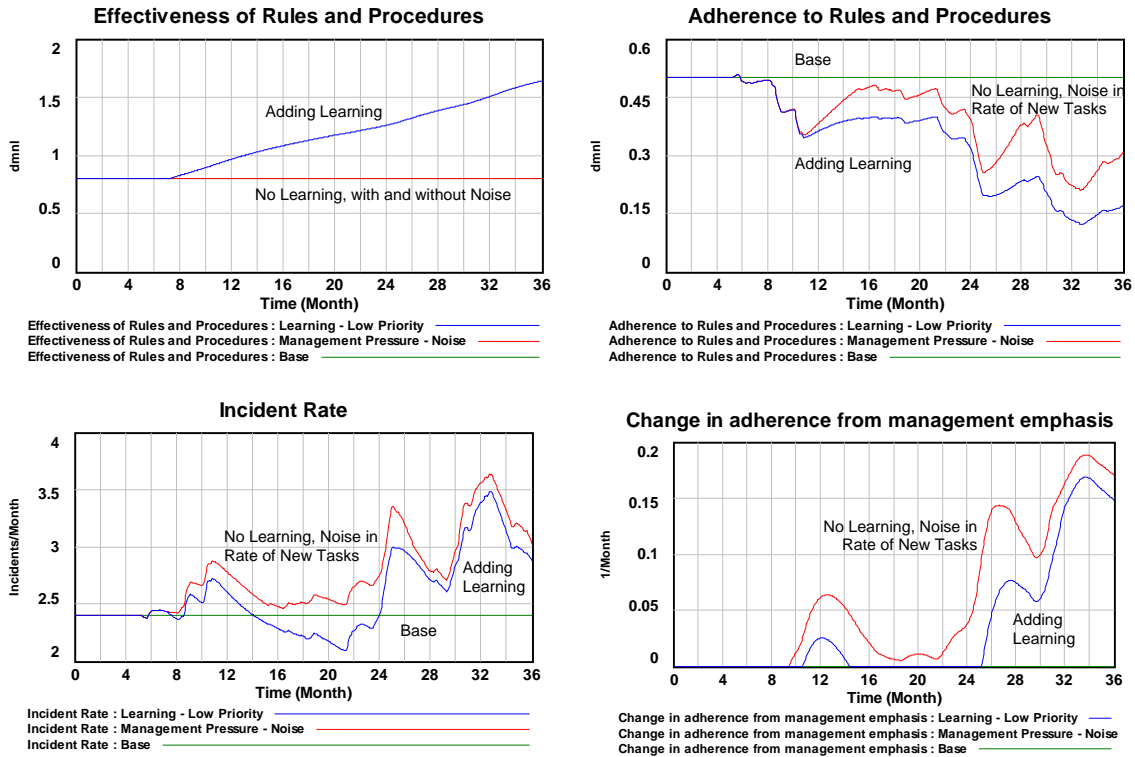 Effectiveness of Rules and Procedures
2
1.5
1
0.5
0
dmnl
Adding Learning
No Learning, with and without Noise
0 4 8 12 16 20 24 28 32 36
Time (Month)
Effectiveness of Rules and Procedures : Learning - Low Priority
Effectiveness of Rules and Procedures : Management Pressure - Noise
Effectiveness of Rules and Procedures : Base
Adherence to Rules and Procedures
0.6
0.45
0.3
0.15
0
dmnl
Base
No Learning, Noise in
Rate of New Tasks
Adding Learning
0 4 8 12 16 20 24 28 32 36
Time (Month)
Adherence to Rules and Procedures : Learning - Low Priority
Adherence to Rules and Procedures : Management Pressure - Noise
Adherence to Rules and Procedures : Base
Incident Rate
4
3.5
3
2.5
2
Incidents/Month
No Learning, Noise in
Rate of New Tasks
Adding
Learning
Base
0 4 8 12 16 20 24 28 32 36
Time (Month)
Incident Rate : Learning - Low Priority
Incident Rate : Management Pressure - Noise
Incident Rate : Base
Change in adherence from management emphasis
0.2
0.15
0.1
0.05
0
1/Month
No Learning, Noise in
Rate of New Tasks
Adding
Learning
0 4 8 12 16 20 24 28 32 36
Time (Month)
Change in adherence from management emphasis : Learning - Low Priority
Change in adherence from management emphasis : Management Pressure - Noise
Change in adherence from management emphasis : Base